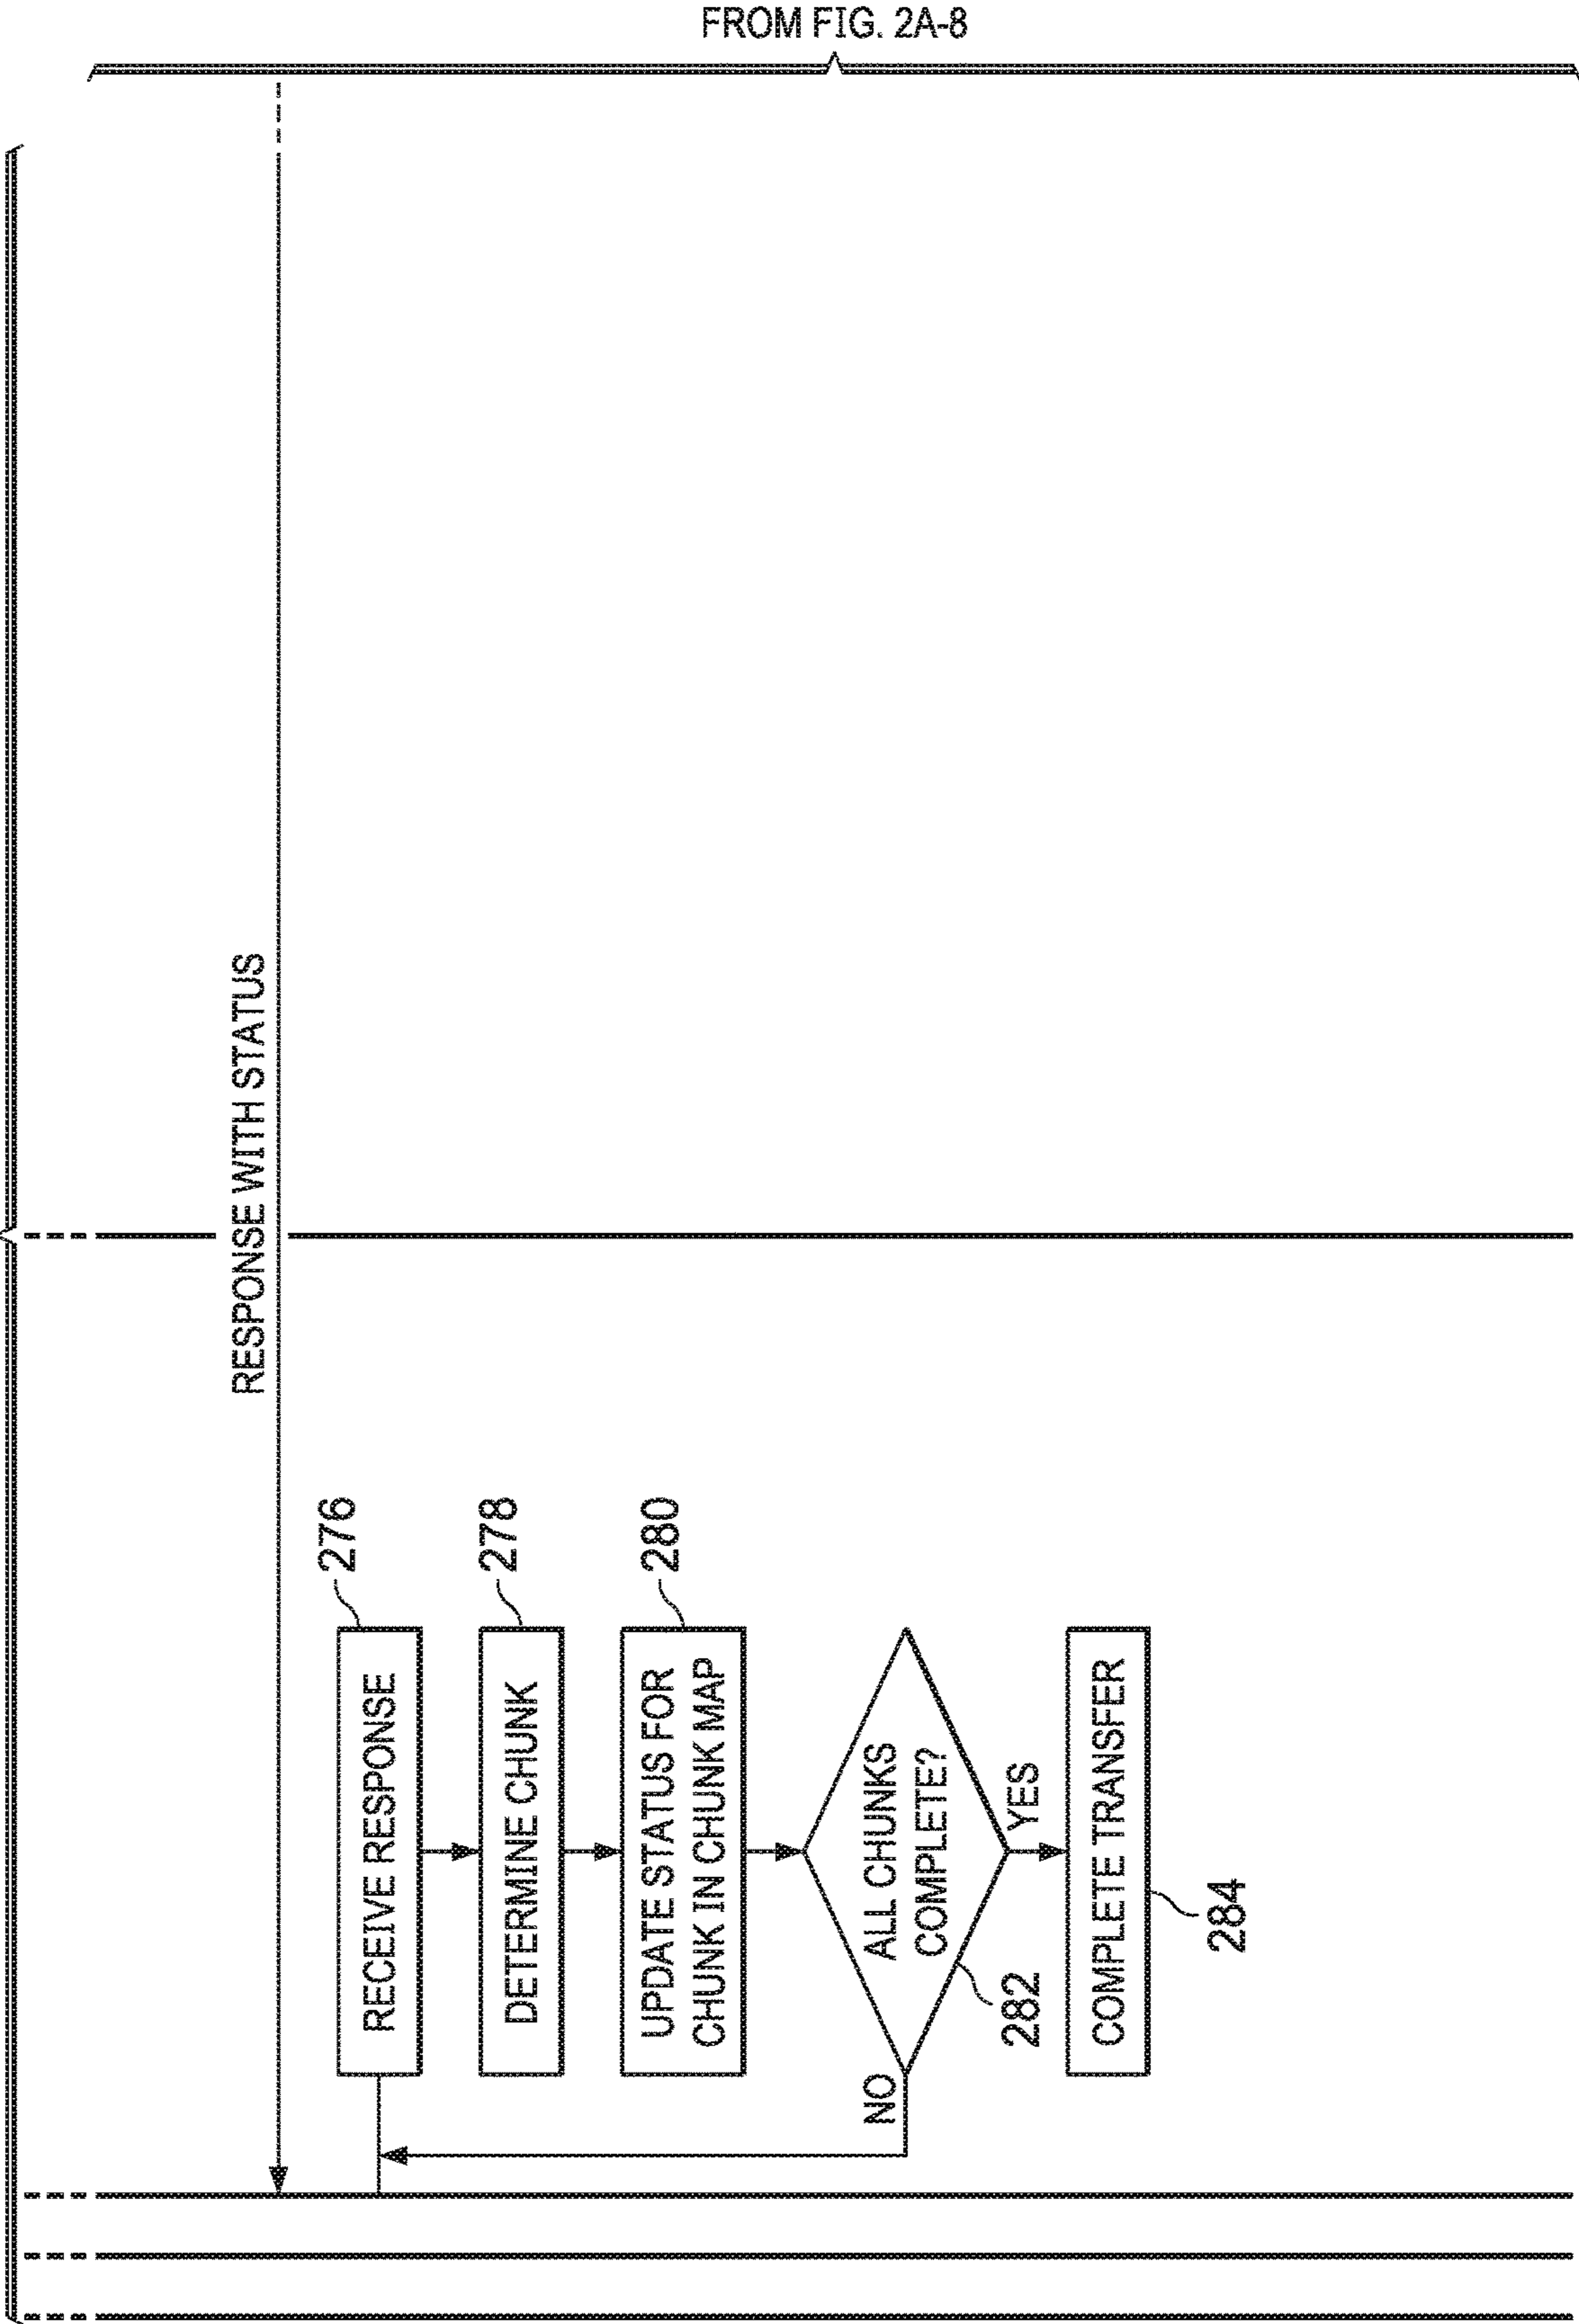 FROM FIG. 2A-8
RESPONSE WITH STATUS
276
RECEIVE RESPONSE
278
DETERMINE CHUNK
280
UPDATE STATUS FOR
CHUNK IN CHUNK MAP
ALL CHUNKS
COMPLETE?
NO
282
YES
COMPLETE TRANSFER
284